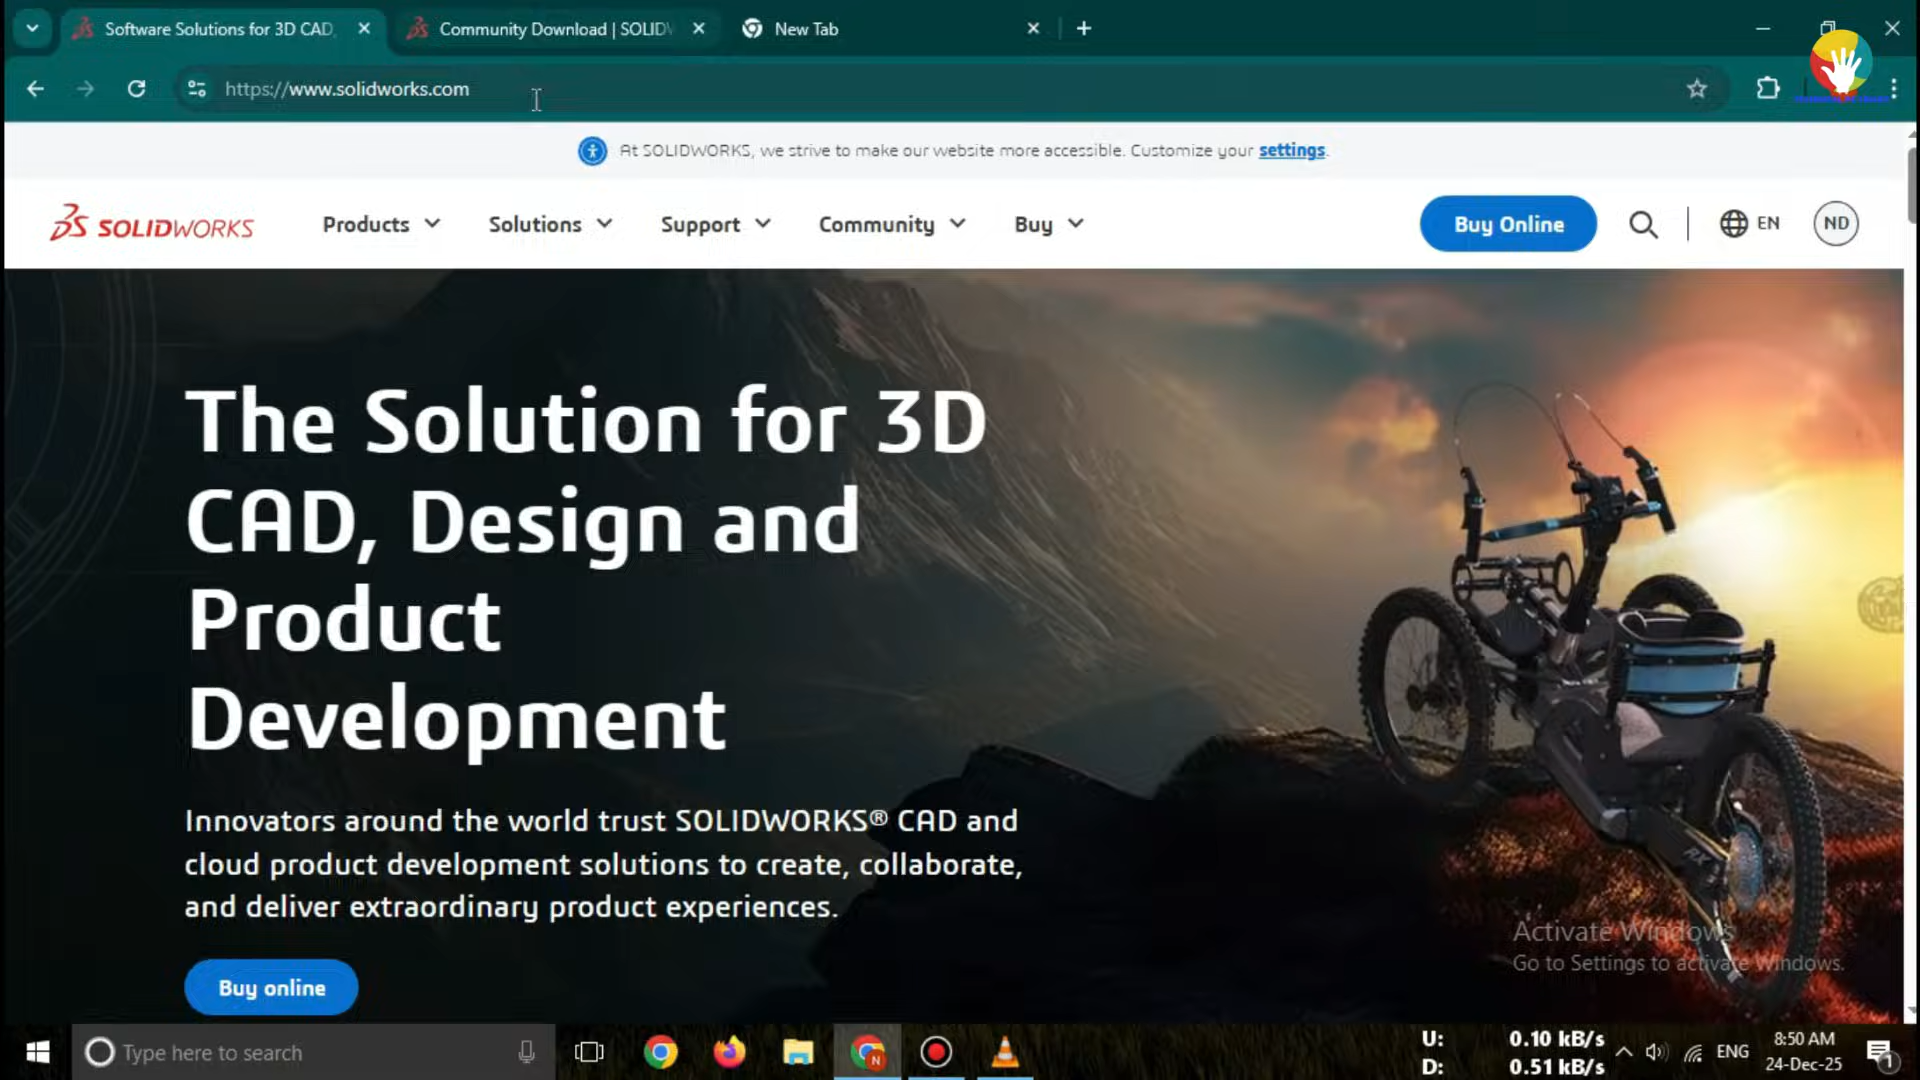 Software Solutions for 3D CAD,
Community Download | SOLIDW
New Tab
https://www.solidworks.com
At SOLIDWORKS, we strive to make our website more accessible. Customize your settings.
SOLIDWORKS
Products
Solutions
Support
Community
Buy
Buy Online
EN
ND
The Solution for 3D
CAD, Design and
Product
Development
Innovators around the world trust SOLIDWORKS® CAD and
cloud product development solutions to create, collaborate,
and deliver extraordinary product experiences.
Buy online
Activate Windows
Go to Settings to activate Windows.
Type here to search
N
U: 0.10 kB/s
D: 0.51 kB/s
ENG
8:50 AM
24-Dec-25
1